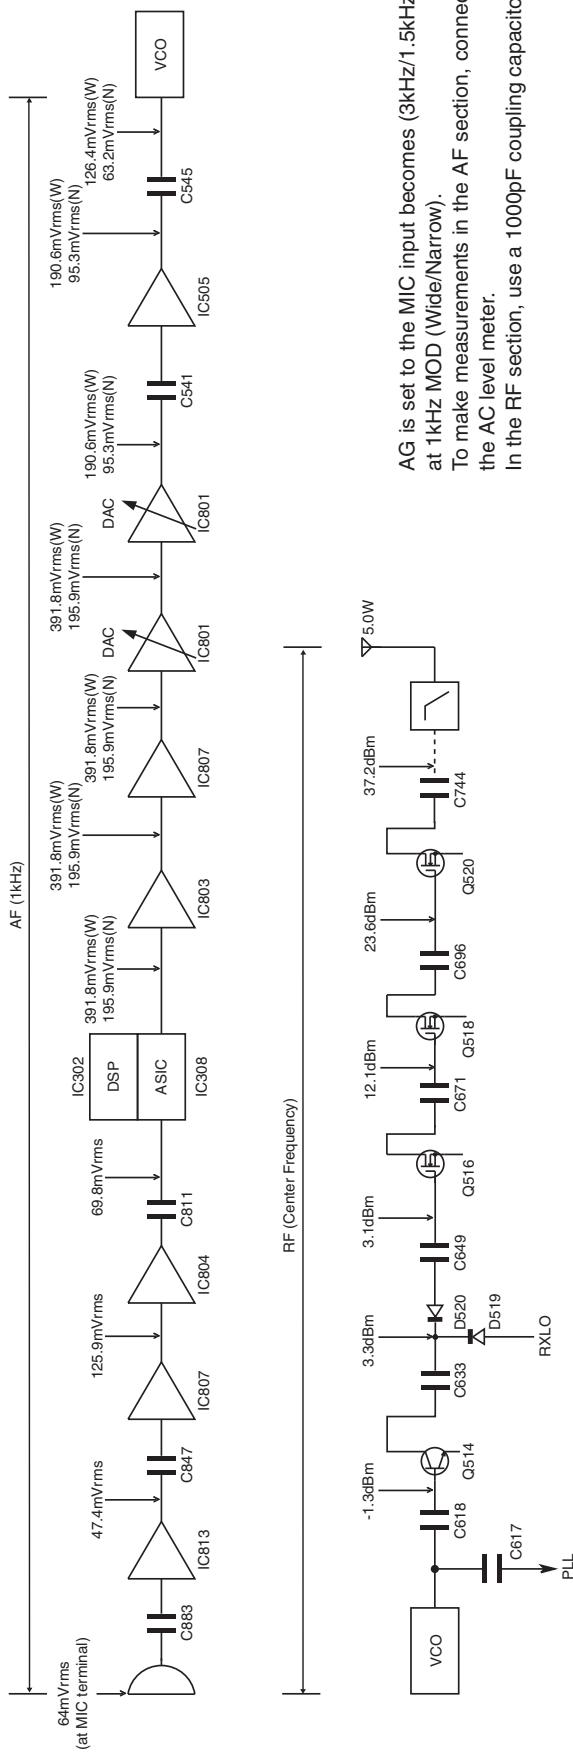 AF (1kHz)
64mVrms
(at MIC terminal)
C883
IC813
47.4mVrms
C847
IC807
125.9mVrms
IC804
C811
69.8mVrms
IC302
DSP
ASIC
IC308
391.8mVrms(W)
195.9mVrms(N)
IC803
391.8mVrms(W)
195.9mVrms(N)
IC807
391.8mVrms(W)
195.9mVrms(N)
DAC
IC801
391.8mVrms(W)
195.9mVrms(N)
DAC
IC801
190.6mVrms(W)
95.3mVrms(N)
C541
IC505
190.6mVrms(W)
95.3mVrms(N)
C545
126.4mVrms(W)
63.2mVrms(N)
VCO
RF (Center Frequency)
VCO
C617
PLL
C618
-1.3dBm
Q514
C633
3.3dBm
D520
D519
RXLO
C649
3.1dBm
Q516
C671
12.1dBm
Q518
C696
23.6dBm
Q520
C744
37.2dBm
5.0W
AG is set to the MIC input becomes (3kHz/1.5kHz
at 1kHz MOD (Wide/Narrow).
To make measurements in the AF section, connec
the AC level meter.
In the RF section, use a 1000pF coupling capacito